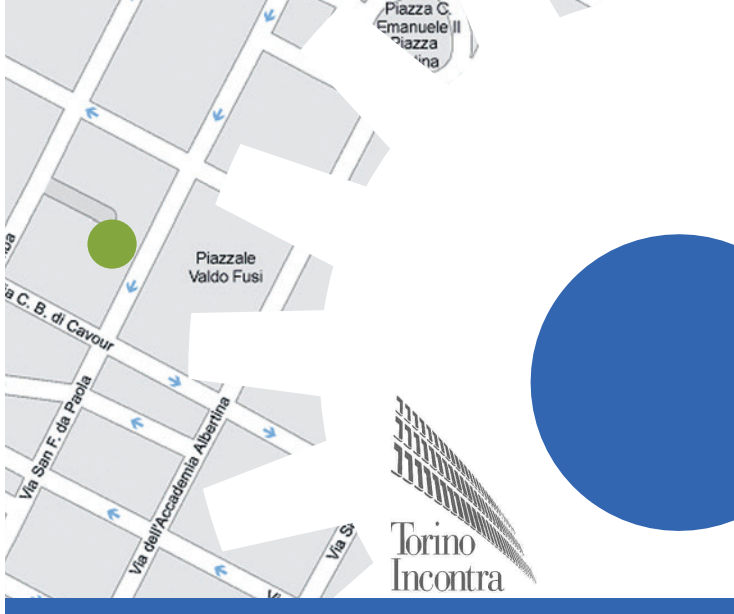 Piazza C.
Emanuele II
Piazza
Piazzale
Valdo Fusi
C. B. di Cavour
Via San F. da Paola
Via dell'Accademia Albertina
Via
Torino
Incontra